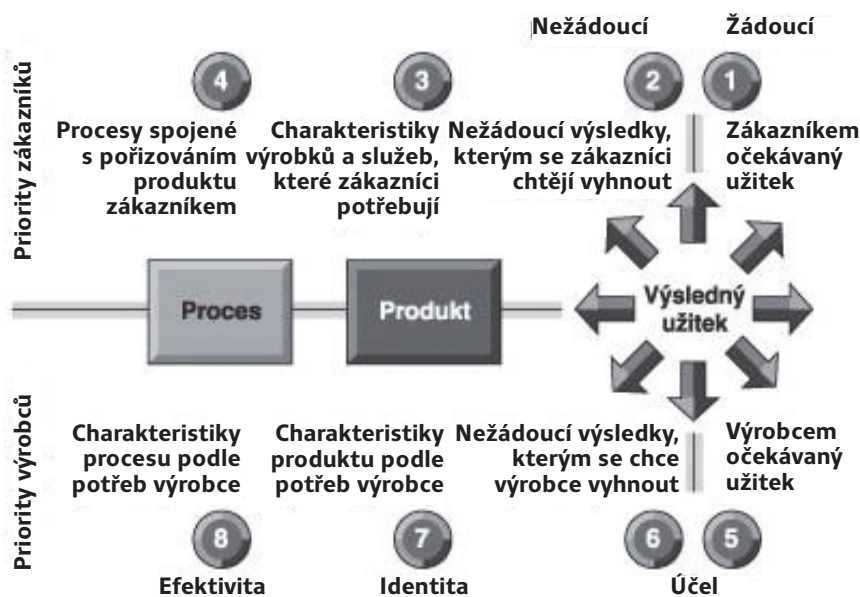 Nežádoucí
Žádoucí
Priority zákazníků
4
3
2
1
Procesy spojené
s pořizováním
produktu
zákazníkem
Charakteristiky
výrobků a služeb,
které zákazníci
potřebují
Nežádoucí výsledky,
kterým se zákazníci
chtějí vyhnout
Zákazníkem
očekávaný
užitek
Proces
Produkt
Výsledný
užitek
Priority výrobců
Charakteristiky
procesu podle
potřeb výrobce
Charakteristiky
produktu podle
potřeb výrobce
Nežádoucí výsledky,
kterým se chce
výrobce vyhnout
Výrobcem
očekávaný
užitek
8
7
6
5
Efektivita
Identita
Účel